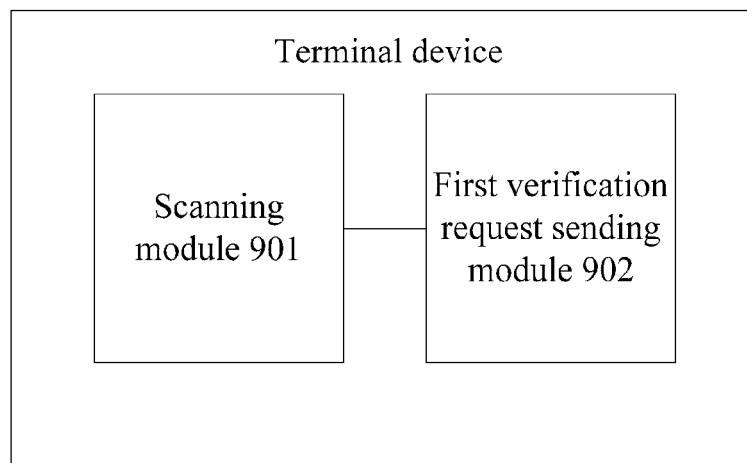 Terminal device
Scanning
module 901
First verification
request sending
module 902